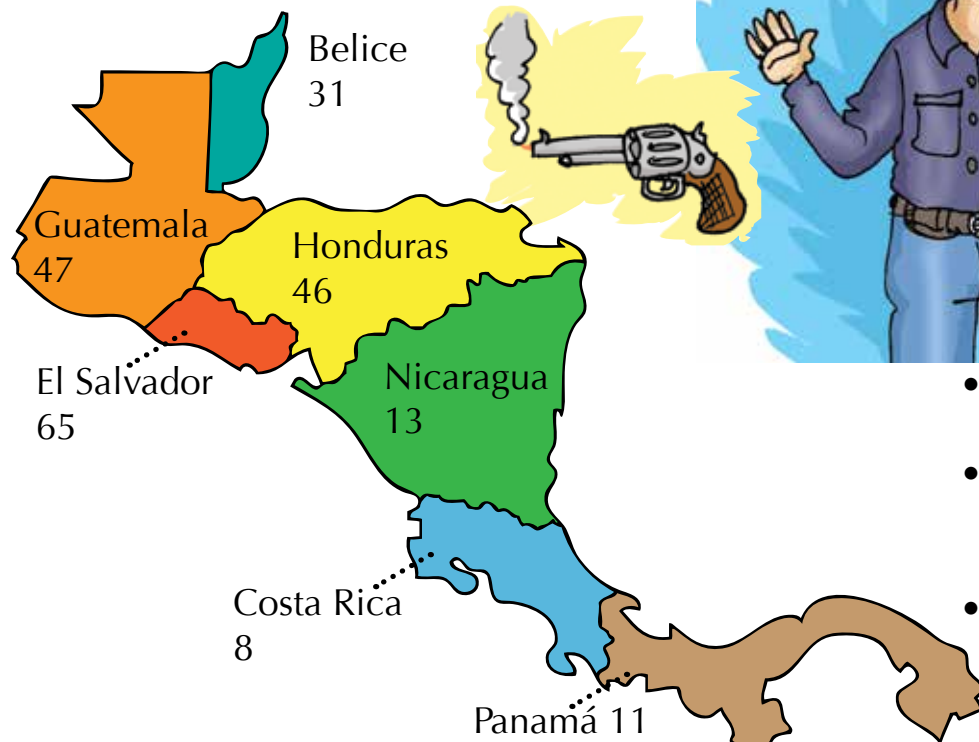 Belice
31
Guatemala
47
Honduras
46
El Salvador
65
Nicaragua
13
Costa Rica
8
Panamá 11